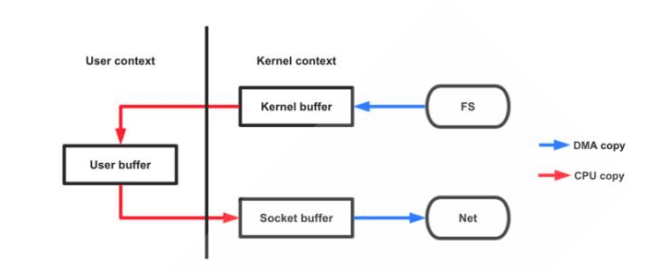 User context
Kernel context
Kernel buffer
FS
DMA copy
User buffer
CPU copy
Socket buffer
Net